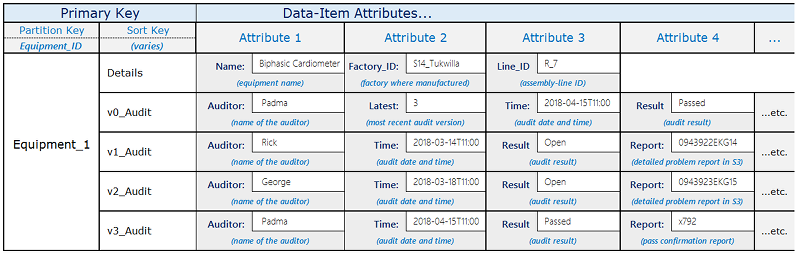 Primary Key Data-Item Attributes...
Partition Key Sort Key Attribute 1 Attribute 2 Attribute 3 Attribute 4 ...
Equipment_ID (varies)
Details Name: Biphasic Cardiometer Factory_ID: S14_Tukwilla Line_ID R_7
(equipment name) (factory where manufactured) (assembly-line ID)
v0_Audit Auditor: Padma Latest: 3 Time: 2018-04-15T11:00 Result Passed ...etc.
(name of the auditor) (most recent audit version) (audit date and time) (audit result)
Equipment_1 v1_Audit Auditor: Rick Time: 2018-03-14T11:00 Result Open Report: 0943922EKG14 ...etc.
(name of the auditor) (audit date and time) (audit result) (detailed problem report in S3)
v2_Audit Auditor: George Time: 2018-03-18T11:00 Result Open Report: 0943923EKG15 ...etc.
(name of the auditor) (audit date and time) (audit result) (detailed problem report in S3)
v3_Audit Auditor: Padma Time: 2018-04-15T11:00 Result Passed Report: x792 ...etc.
(name of the auditor) (audit date and time) (audit result) (pass confirmation report)